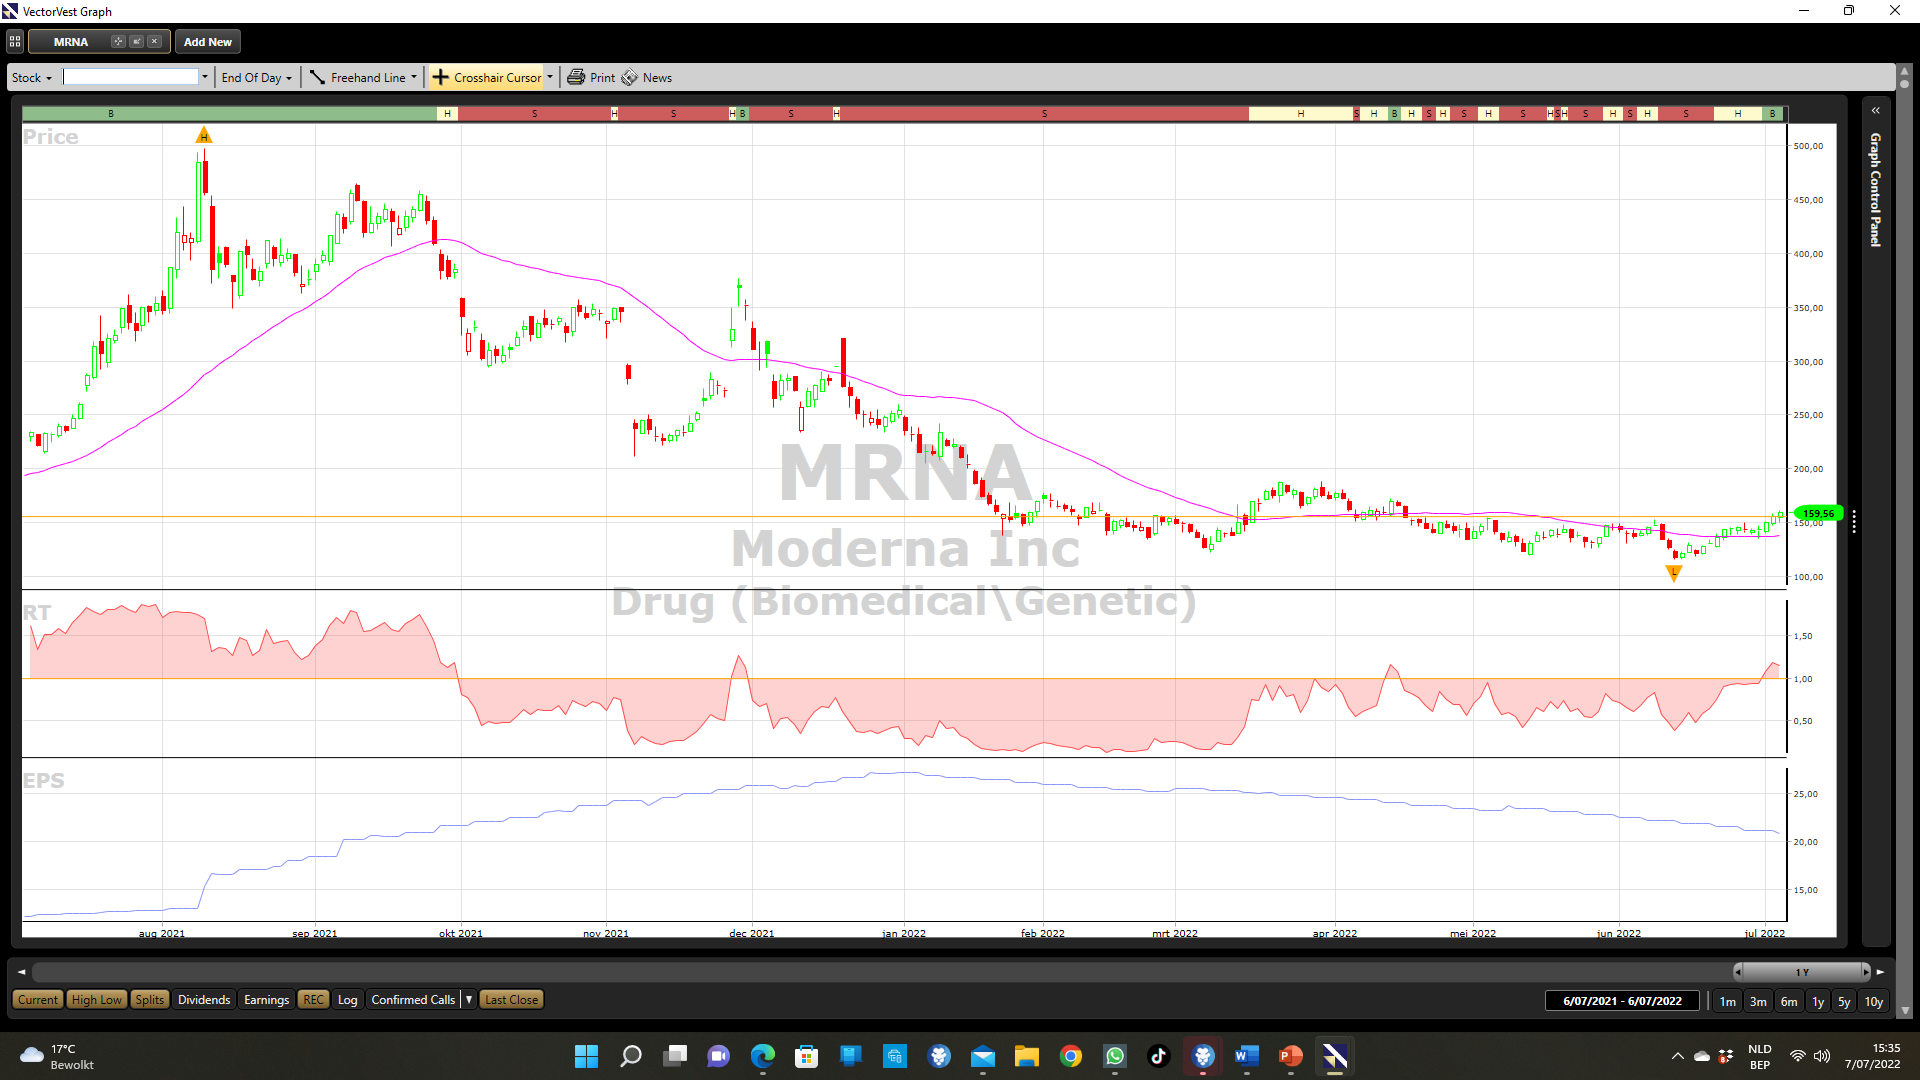 VectorVest Graph
MRNA
Add New
Stock
End Of Day
Freehand Line
Crosshair Cursor
Print
News
B H S H S H B S H S H S H B H S H S H S H S H S H S H S H B
Price
H
500,00
450,00
400,00
350,00
300,00
250,00
200,00
159,56
150,00
100,00
L
MRNA
Moderna Inc
Drug (Biomedical\Genetic)
RT
1,50
1,00
0,50
EPS
25,00
20,00
15,00
aug 2021 sep 2021 okt 2021 nov 2021 dec 2021 jan 2022 feb 2022 mrt 2022 apr 2022 mei 2022 jun 2022 jul 2022
Graph Control Panel
1 Y
Current High Low Splits Dividends Earnings REC Log Confirmed Calls Last Close
6/07/2021 - 6/07/2022
1m 3m 6m 1y 5y 10y
17°C
Bewolkt
NLD
BEP
15:35
7/07/2022